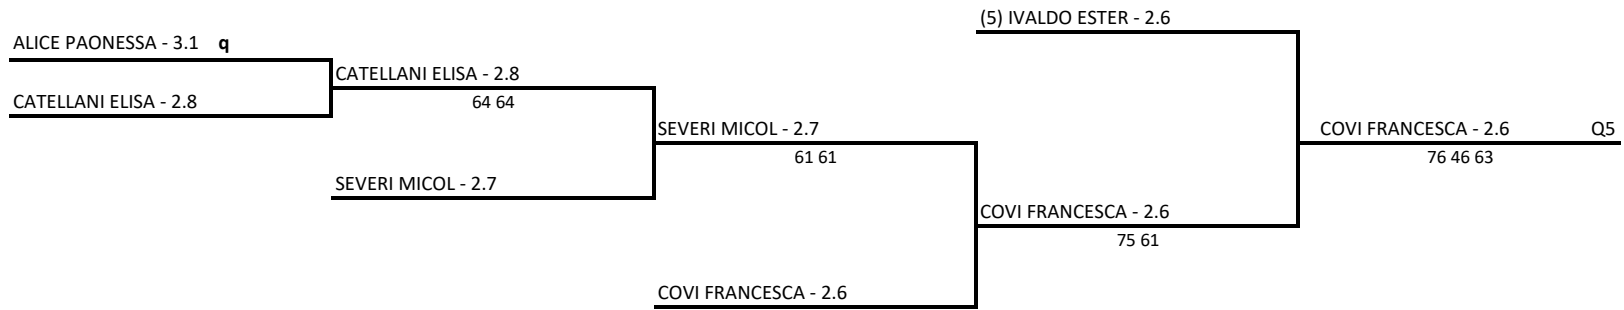 (5) IVALDO ESTER - 2.6
ALICE PAONESSA - 3.1 q
CATELLANI ELISA - 2.8
CATELLANI ELISA - 2.8
64 64
SEVERI MICOL - 2.7
61 61
COVI FRANCESCA - 2.6 Q5
76 46 63
SEVERI MICOL - 2.7
COVI FRANCESCA - 2.6
75 61
COVI FRANCESCA - 2.6